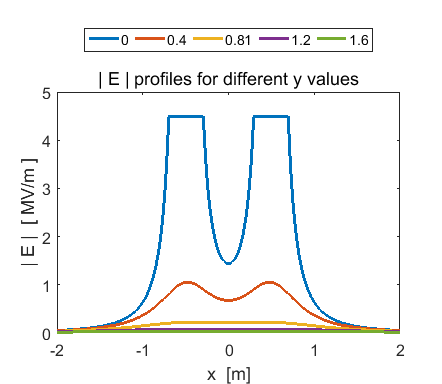 0 0.4 0.81 1.2 1.6
| E | profiles for different y values
5
4
3
2
1
0
| E | [ MV/m ]
-2 -1 0 1 2
x [m]